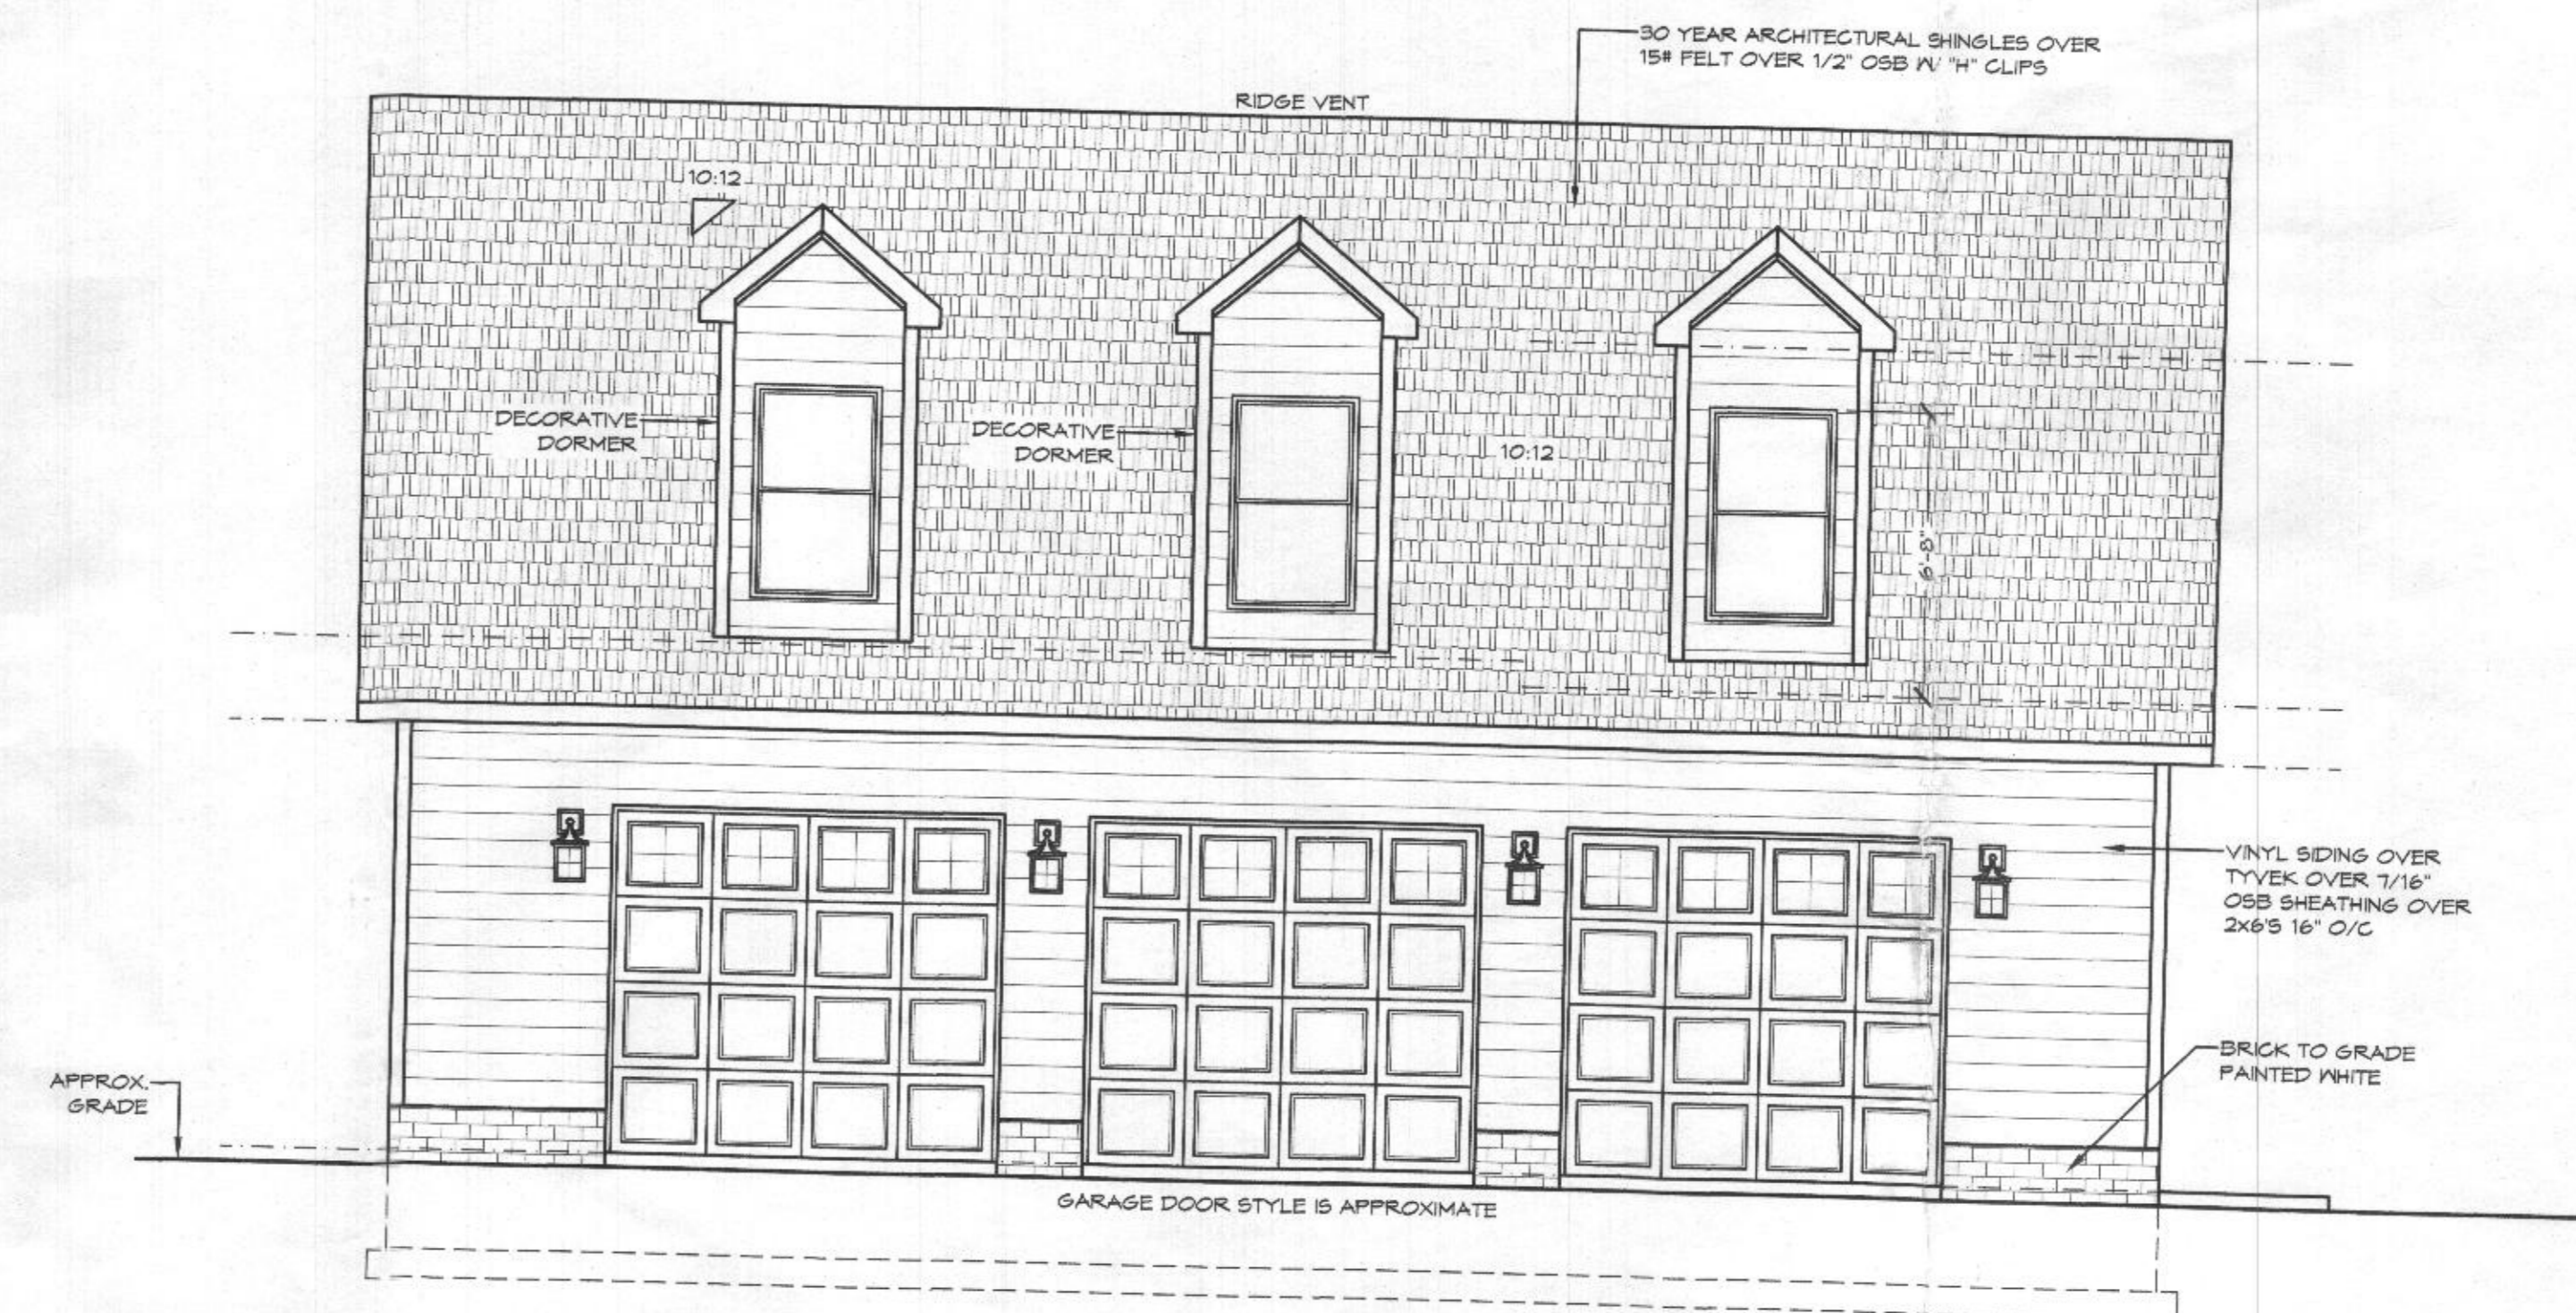 30 YEAR ARCHITECTURAL SHINGLES OVER
15# FELT OVER 1/2" OSB W/ "H" CLIPS
RIDGE VENT
10:12
DECORATIVE
DORMER
DECORATIVE
DORMER
10:12
6'-8"
VINYL SIDING OVER
TYVEK OVER 7/16"
OSB SHEATHING OVER
2x6'S 16" O/C
BRICK TO GRADE
PAINTED WHITE
APPROX.
GRADE
GARAGE DOOR STYLE IS APPROXIMATE